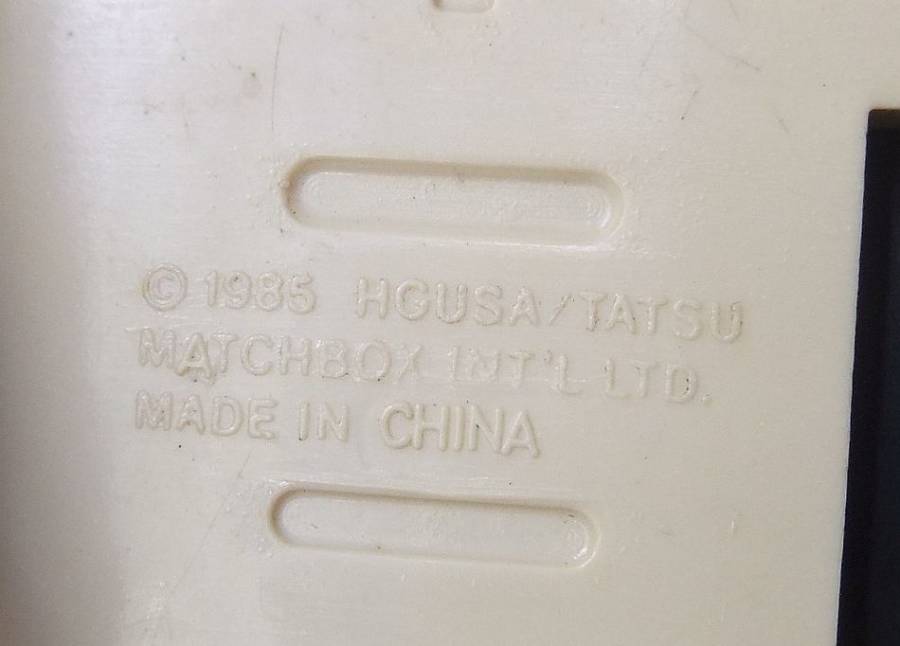 © 1985 HGUSA/TATSU
MATCHBOX INT'L LTD.
MADE IN CHINA